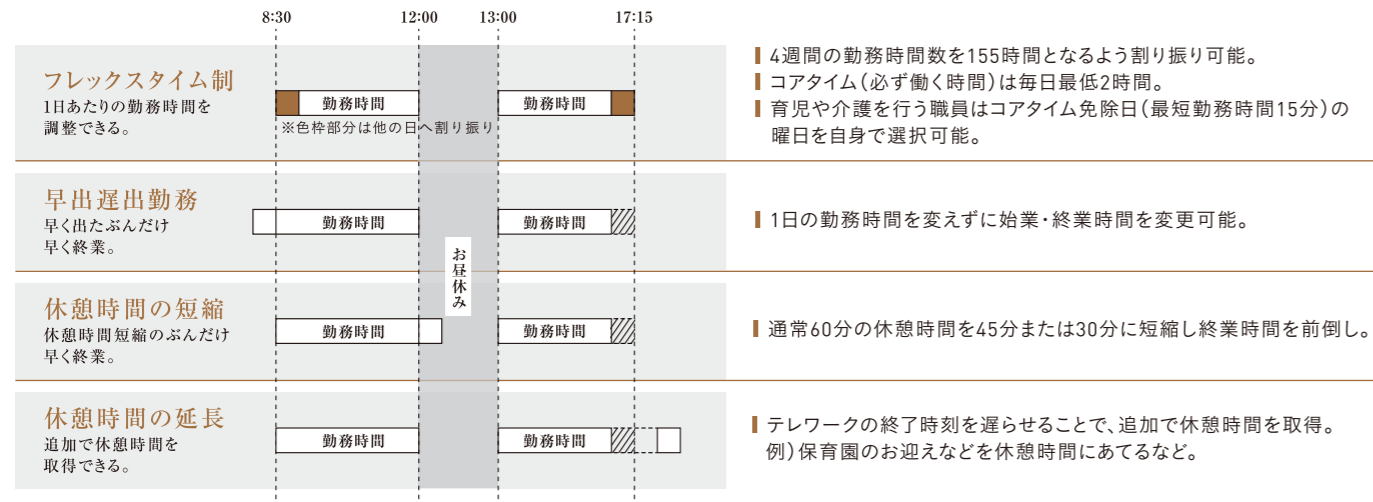 8:30 12:00 13:00 17:15
フレックスタイム制
1日あたりの勤務時間を
調整できる。
勤務時間 勤務時間
※色枠部分は他の日へ割り振り
4週間の勤務時間数を155時間となるよう割り振り可能。
コアタイム（必ず働く時間）は毎日最低2時間。
育児や介護を行う職員はコアタイム免除日（最短勤務時間15分）の
曜日を自身で選択可能。
早出遅出勤務
早く出たぶんだけ
早く終業。
勤務時間 勤務時間
1日の勤務時間を変えずに始業・終業時間を変更可能。
お昼休み
休憩時間の短縮
休憩時間短縮のぶんだけ
早く終業。
勤務時間 勤務時間
通常60分の休憩時間を45分または30分に短縮し終業時間を前倒し。
休憩時間の延長
追加で休憩時間を
取得できる。
勤務時間 勤務時間
テレワークの終了時刻を遅らせることで、追加で休憩時間を取得。
例）保育園のお迎えなどを休憩時間にあてるなど。